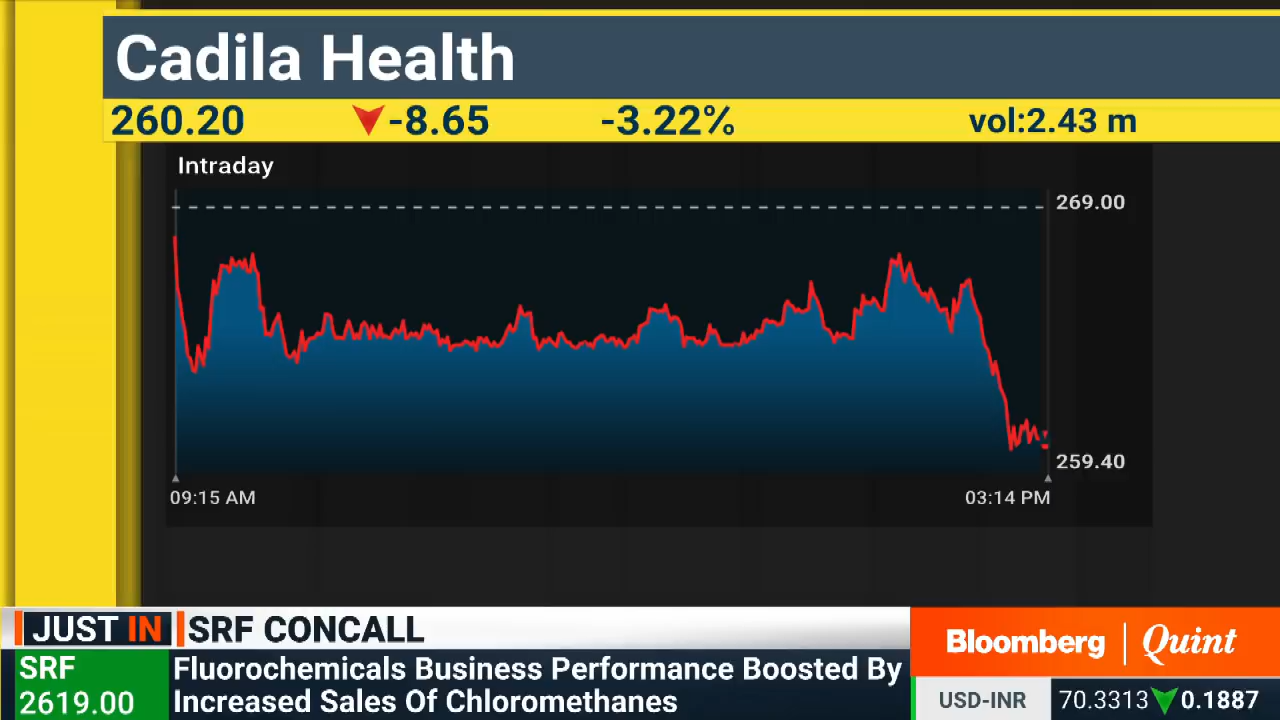 Cadila Health
260.20 -8.65 -3.22% vol:2.43 m
Intraday
269.00
259.40
09:15 AM 03:14 PM
JUST IN SRF CONCALL
SRF Fluorochemicals Business Performance Boosted By
2619.00 Increased Sales Of Chloromethanes
Bloomberg | Quint
USD-INR 70.3313 0.1887